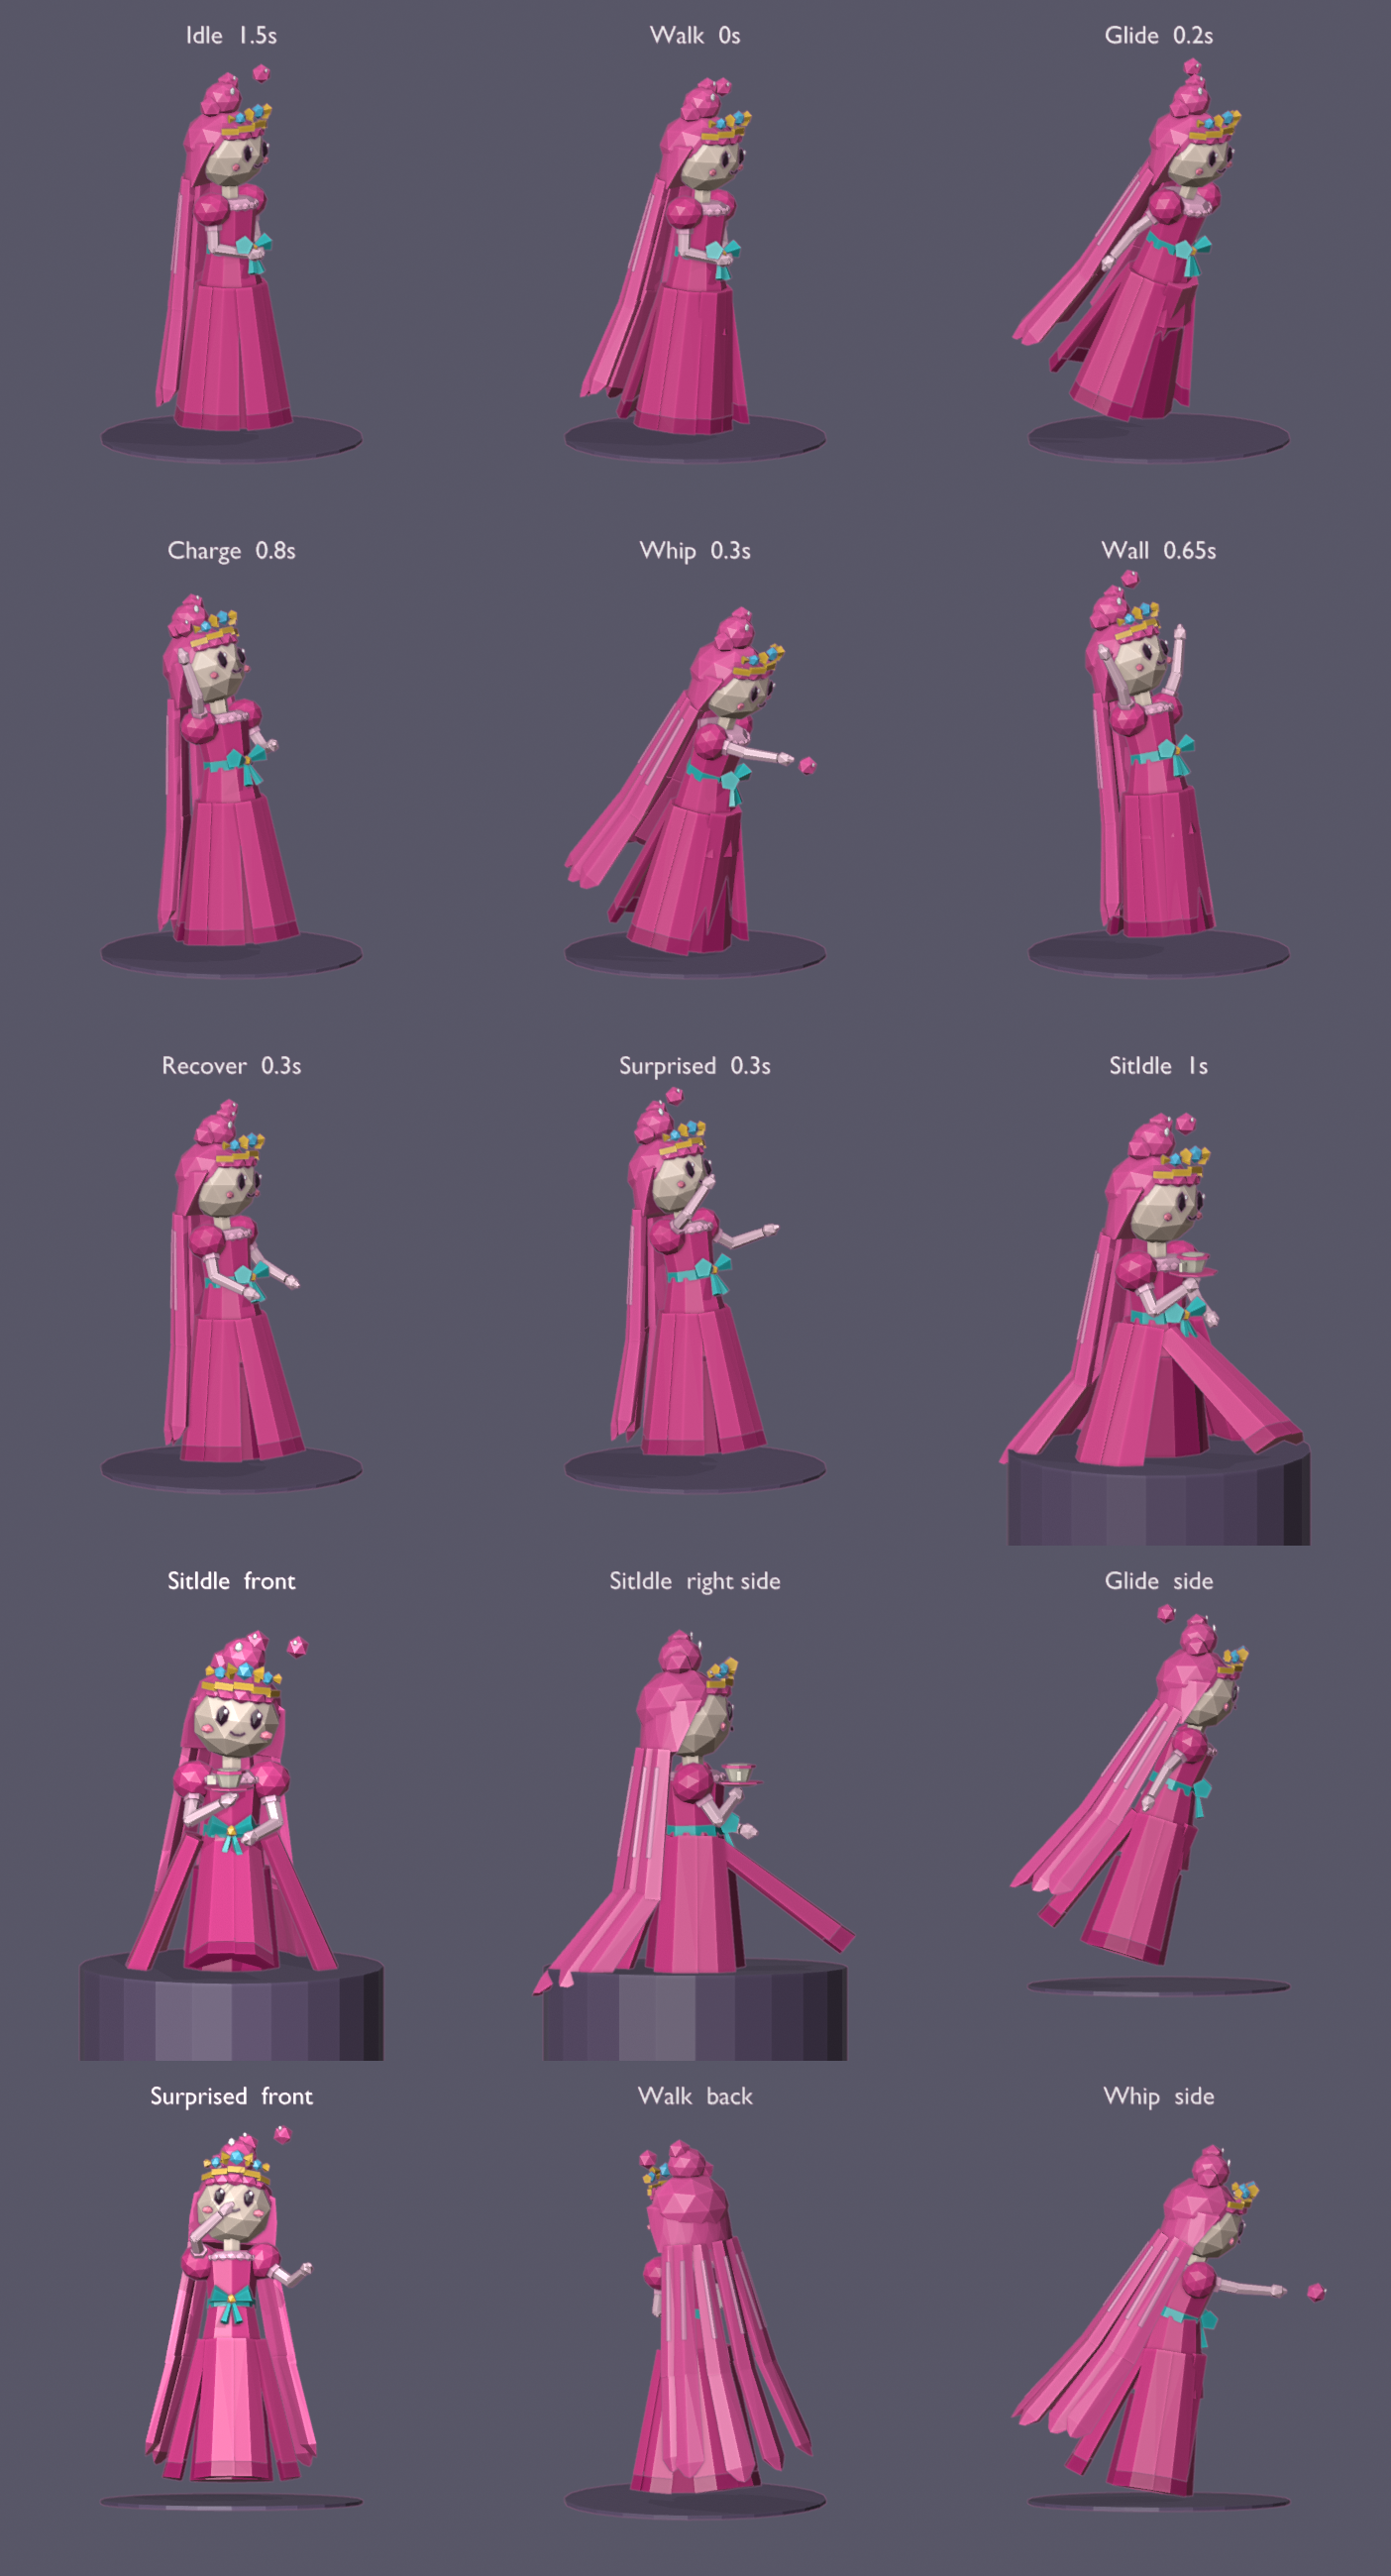 Idle 1.5s
Walk 0s
Glide 0.2s
Charge 0.8s
Whip 0.3s
Wall 0.65s
Recover 0.3s
Surprised 0.3s
SitIdle 1s
SitIdle front
SitIdle right side
Glide side
Surprised front
Walk back
Whip side